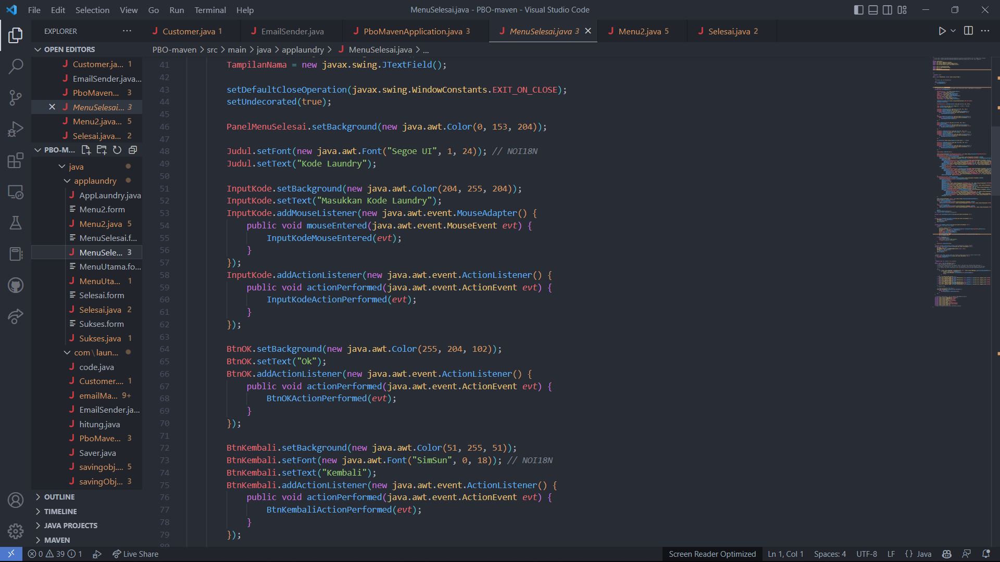 File Edit Selection View Go Run Terminal Help
MenuSelesai.java - PBO-maven - Visual Studio Code
EXPLORER
Customer.java 1
EmailSender.java
PboMavenApplication.java 3
MenuSelesai.java 3
Menu2.java 5
Selesai.java 2
OPEN EDITORS
Customer.ja... 1
EmailSender.java...
PboMaven... 3
MenuSelesai... 3
Menu2.java... 5
Selesai.java... 2
PBO-M...
java
applaundry
AppLaundry.java
Menu2.form
Menu2.java 5
MenuSelesai.f...
MenuSele... 3
MenuUtama.fo...
MenuUta... 1
Selesai.form
Selesai.java 2
Sukses.form
Sukses.java 1
com\laun...
code.java
Customer.... 1
emailMa... 9+
EmailSender.ja...
hitung.java
PboMave... 3
Saver.java
savingobj.... 5
savingObj... 3
OUTLINE
TIMELINE
JAVA PROJECTS
MAVEN
PBO-maven > src > main > java > applaundry > MenuSelesai.java > ...
41 TampilanNama = new javax.swing.JTextField();
42
43 setDefaultCloseOperation(javax.swing.WindowConstants.EXIT_ON_CLOSE);
44 setUndecorated(true);
45
46 PanelMenuSelesai.setBackground(new java.awt.Color(0, 153, 204));
47
48 Judul.setFont(new java.awt.Font("Segoe UI", 1, 24)); // NOI18N
49 Judul.setText("Kode Laundry");
50
51 InputKode.setBackground(new java.awt.Color(204, 255, 204));
52 InputKode.setText("Masukkan Kode Laundry");
53 InputKode.addMouseListener(new java.awt.event.MouseAdapter() {
54 public void mouseEntered(java.awt.event.MouseEvent evt) {
55 InputKodeMouseEntered(evt);
56 }
57 });
58 InputKode.addActionListener(new java.awt.event.ActionListener() {
59 public void actionPerformed(java.awt.event.ActionEvent evt) {
60 InputKodeActionPerformed(evt);
61 }
62 });
63
64 BtnOK.setBackground(new java.awt.Color(255, 204, 102));
65 BtnOK.setText("Ok");
66 BtnOK.addActionListener(new java.awt.event.ActionListener() {
67 public void actionPerformed(java.awt.event.ActionEvent evt) {
68 BtnOKActionPerformed(evt);
69 }
70 });
71
72 BtnKembali.setBackground(new java.awt.Color(51, 255, 51));
73 BtnKembali.setFont(new java.awt.Font("SimSun", 0, 18)); // NOI18N
74 BtnKembali.setText("Kembali");
75 BtnKembali.addActionListener(new java.awt.event.ActionListener() {
76 public void actionPerformed(java.awt.event.ActionEvent evt) {
77 BtnKembaliActionPerformed(evt);
78 }
79 });
80
0 39 1 Live Share
Screen Reader Optimized Ln 1, Col 1 Spaces: 4 UTF-8 LF {} Java